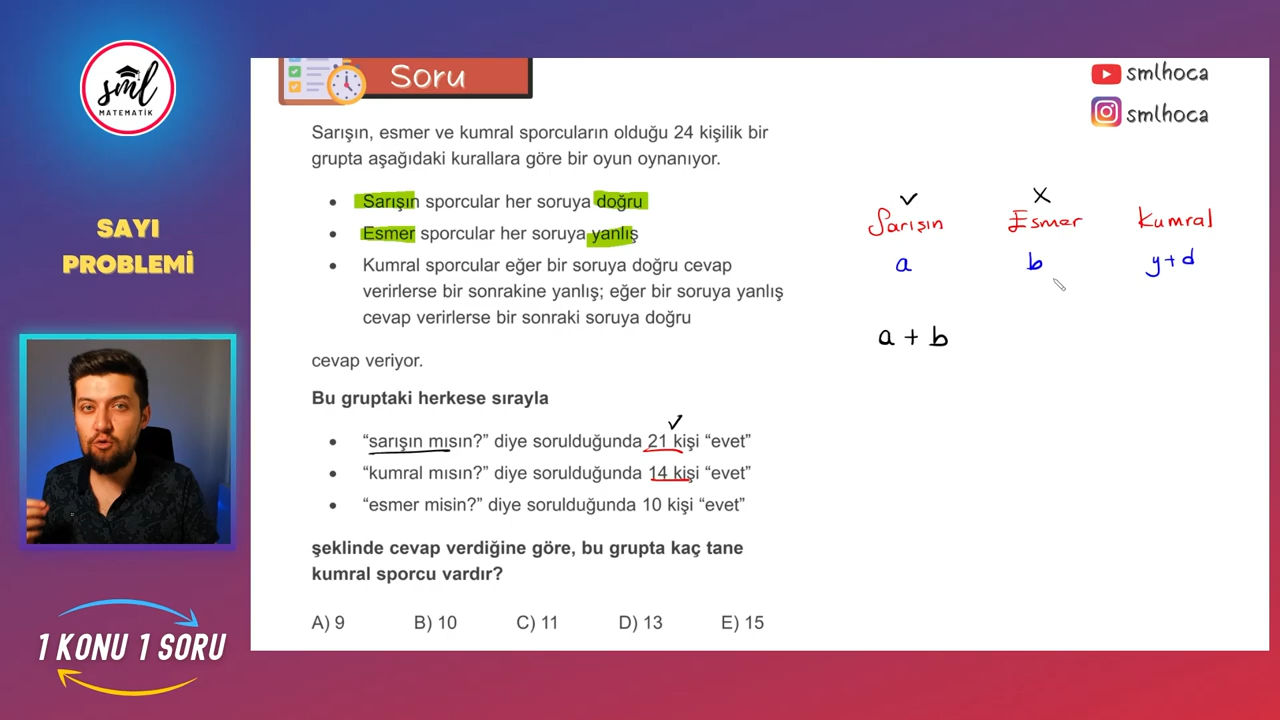 sml
MATEMATİK
Soru
smlhoca
smlhoca
SAYI
PROBLEMİ
Sarışın, esmer ve kumral sporcuların olduğu 24 kişilik bir
grupta aşağıdaki kurallara göre bir oyun oynanıyor.
• Sarışın sporcular her soruya doğru
• Esmer sporcular her soruya yanlış
• Kumral sporcular eğer bir soruya doğru cevap
verirlerse bir sonrakine yanlış; eğer bir soruya yanlış
cevap verirlerse bir sonraki soruya doğru
cevap veriyor.
Bu gruptaki herkese sırayla
• “sarışın mısın?” diye sorulduğunda 21 kişi “evet”
• “kumral mısın?” diye sorulduğunda 14 kişi “evet”
• “esmer misin?” diye sorulduğunda 10 kişi “evet”
şeklinde cevap verdiğine göre, bu grupta kaç tane
kumral sporcu vardır?
A) 9 B) 10 C) 11 D) 13 E) 15
✓ X
Sarışın Esmer Kumral
a b y+d
a + b
1 KONU 1 SORU